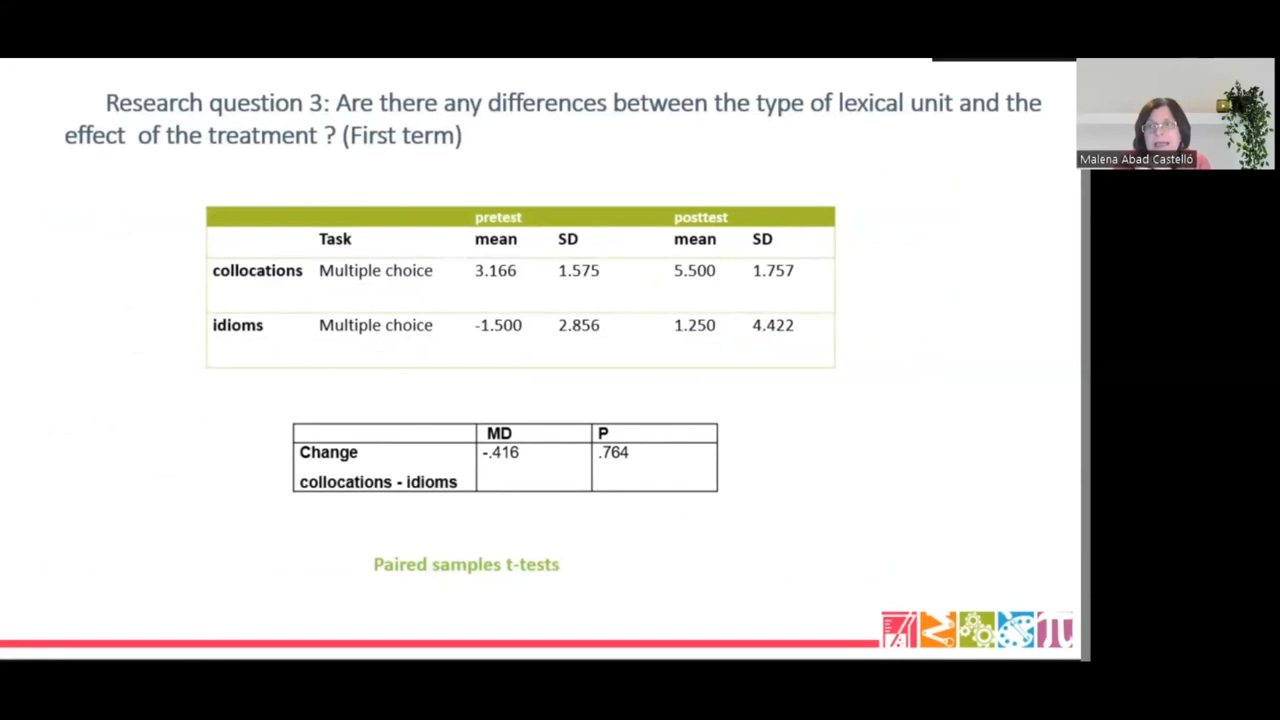 Research question 3: Are there any differences between the type of lexical unit and the
effect of the treatment ? (First term)
Malena Abad Castelló
pretest posttest
Task mean SD mean SD
collocations Multiple choice 3.166 1.575 5.500 1.757
idioms Multiple choice -1.500 2.856 1.250 4.422
MD P
Change -.416 .764
collocations - idioms
Paired samples t-tests